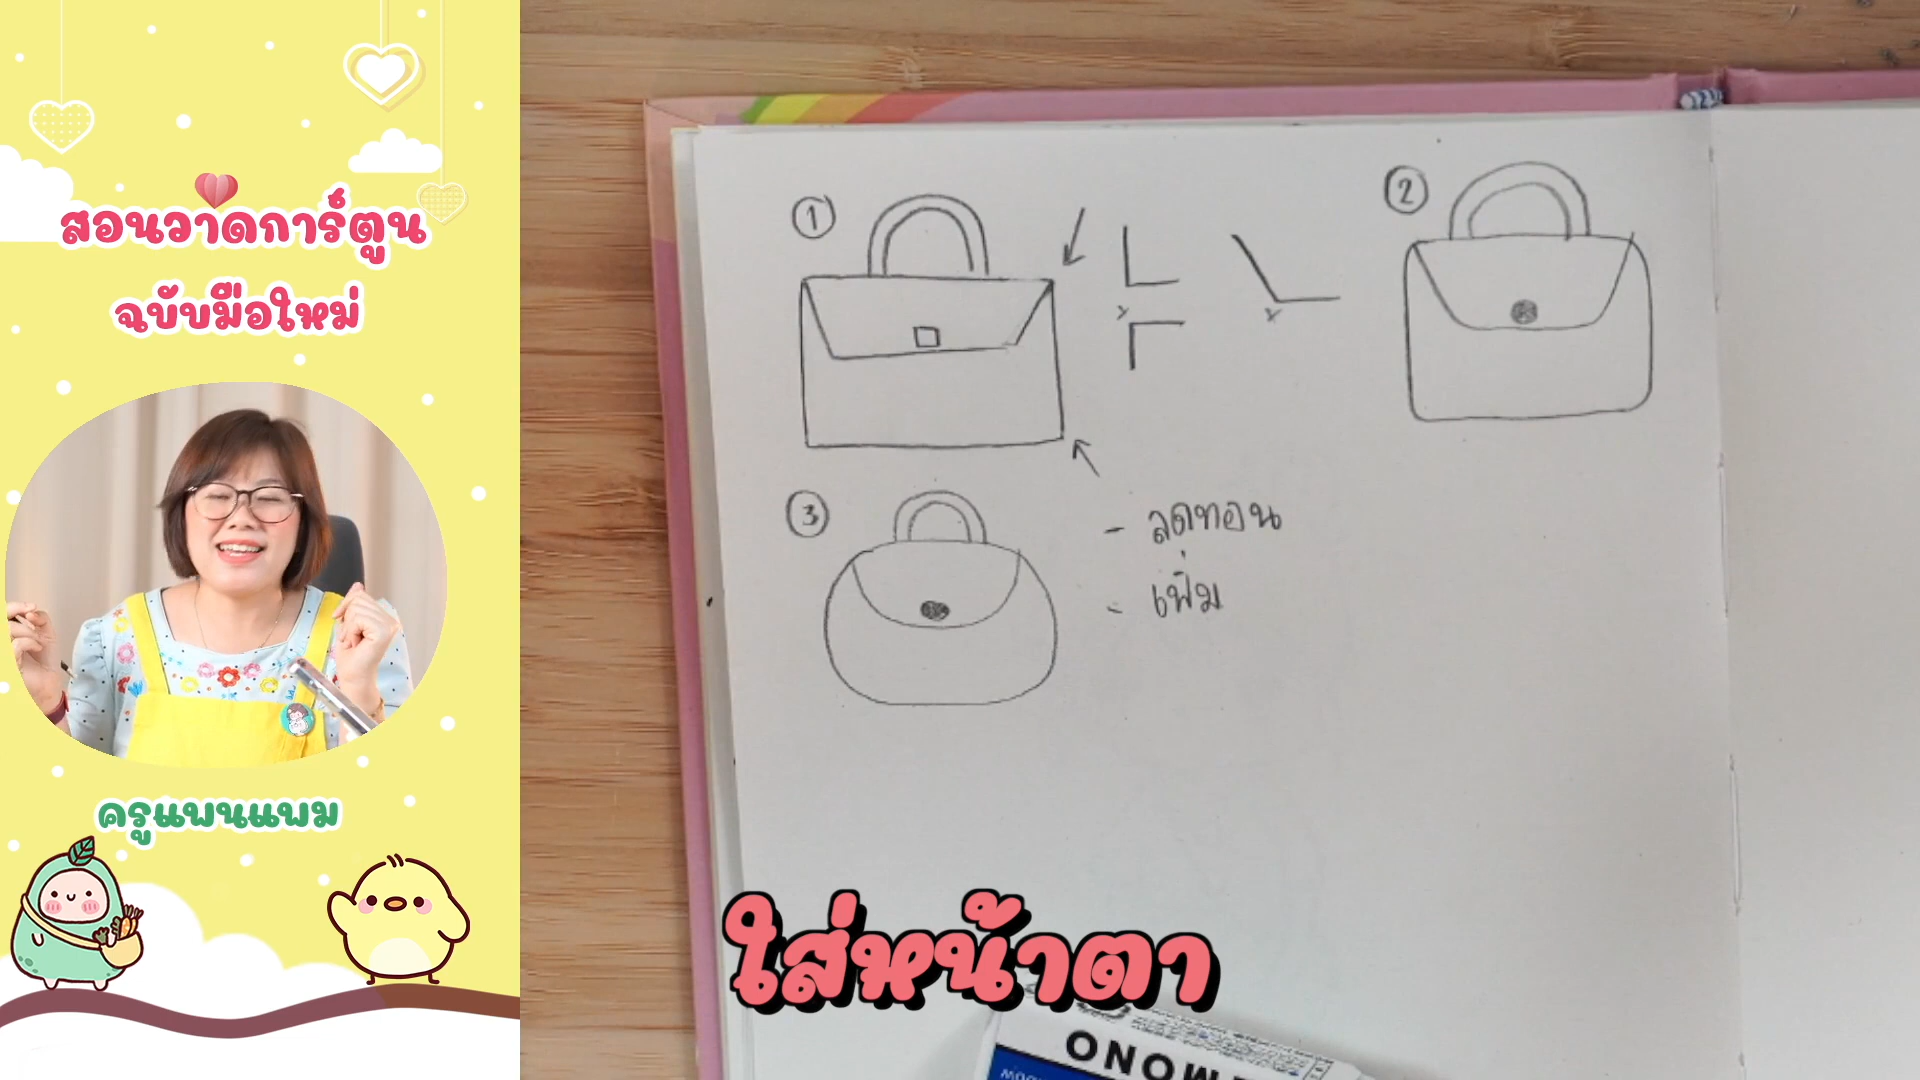 สอนวาดการ์ตูน
ฉบับมือใหม่
ครูแพนแพม
1
2
3
- ลดทอน
- เพิ่ม
ใส่หน้าตา
MONO